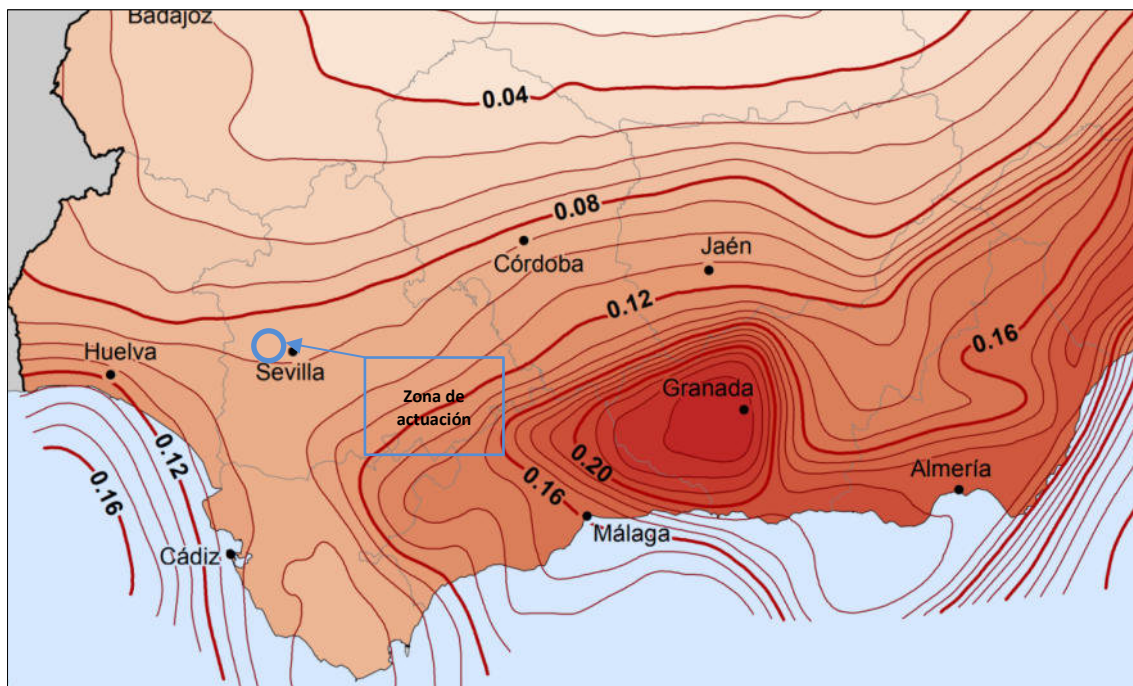 Badajoz
0.04
0.08
Córdoba
Jaén
0.12
0.16
Huelva
Sevilla
Zona de
actuación
Granada
0.12
0.16
0.16
0.20
Almería
Málaga
Cádiz